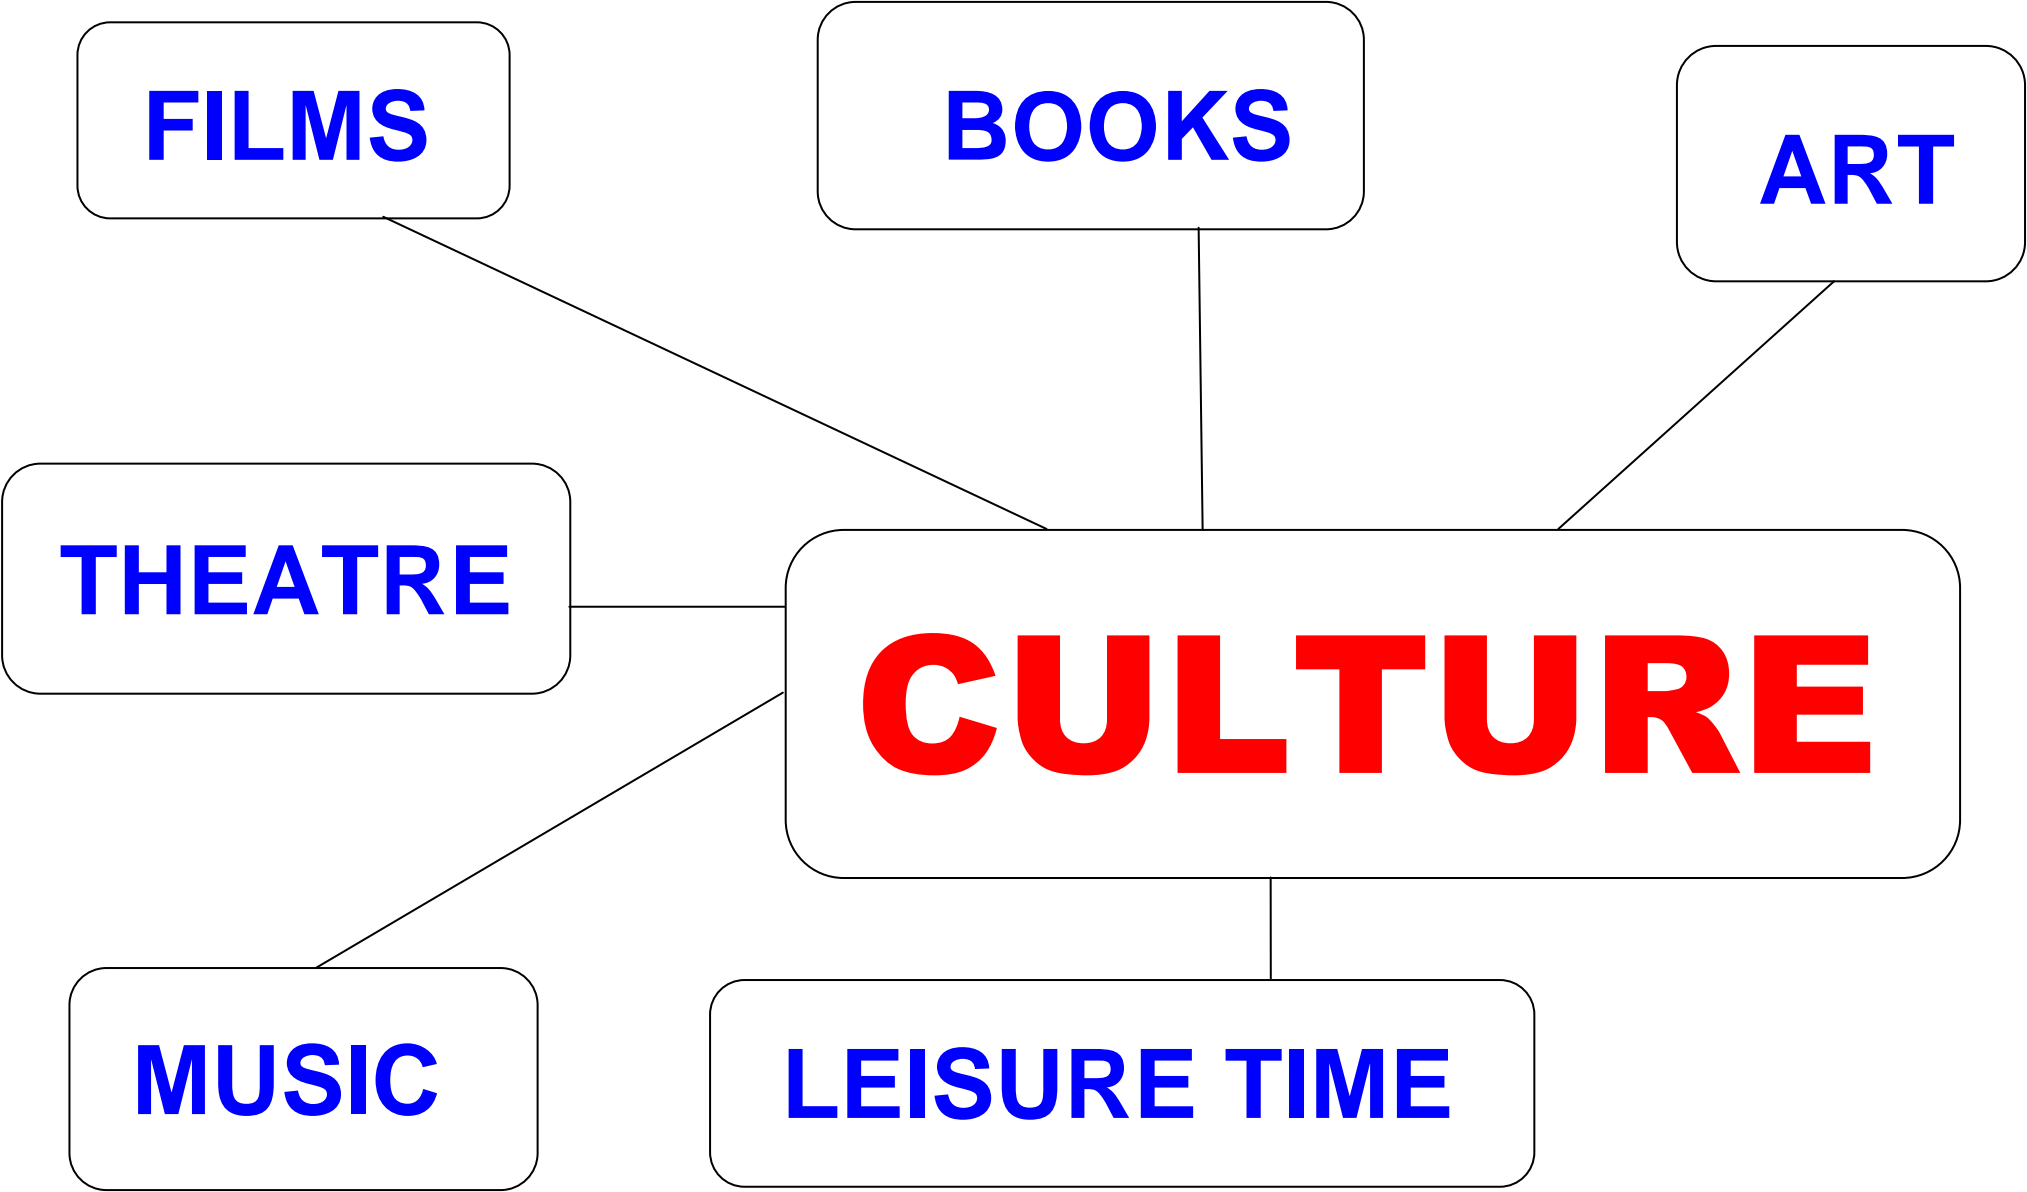 FILMS
BOOKS
ART
THEATRE
CULTURE
MUSIC
LEISURE TIME